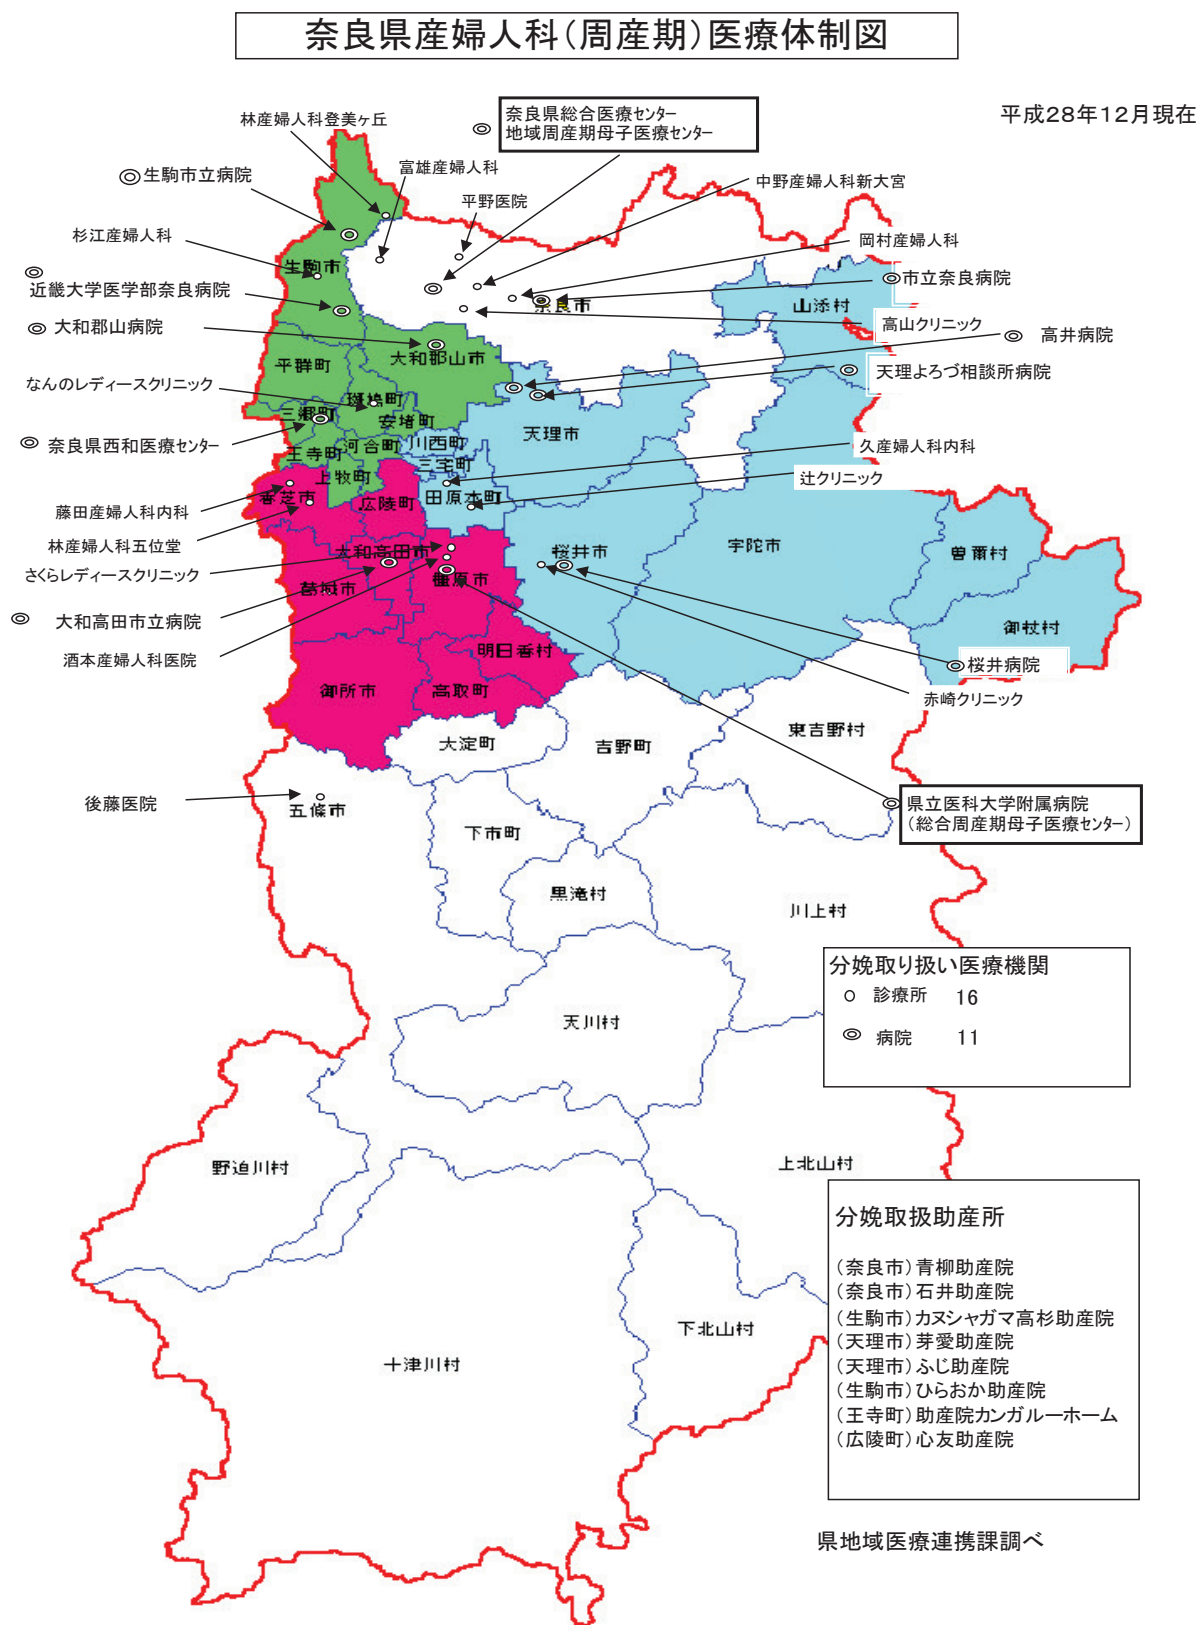 奈良県産婦人科(周産期)医療体制図
平成28年12月現在
奈良県総合医療センター
地域周産期母子医療センター
林産婦人科登美ヶ丘
◎生駒市立病院
富雄産婦人科
中野産婦人科新大宮
平野医院
杉江産婦人科
岡村産婦人科
生駒市
近畿大学医学部奈良病院
市立奈良病院
奈良市
山添村
大和郡山病院
高山クリニック
高井病院
平群町
大和郡山市
天理よろづ相談所病院
なんのレディースクリニック
斑鳩町
三郷町
安堵町
天理市
奈良県西和医療センター
王寺町
河合町
川西町
久産婦人科内科
三宅町
上牧町
辻クリニック
香芝市
広陵町
田原本町
藤田産婦人科内科
林産婦人科五位堂
大和高田市
桜井市
宇陀市
曽爾村
さくらレディースクリニック
葛城市
橿原市
大和高田市立病院
御杖村
酒本産婦人科医院
明日香村
桜井病院
御所市
高取町
赤崎クリニック
大淀町
吉野町
東吉野村
後藤医院
五條市
県立医科大学附属病院
(総合周産期母子医療センター)
下市町
黒滝村
川上村
分娩取り扱い医療機関
○ 診療所 16
◎ 病院 11
天川村
野迫川村
上北山村
分娩取扱助産所
(奈良市)青柳助産院
(奈良市)石井助産院
(生駒市)カヌシャガマ高杉助産院
(天理市)芽愛助産院
(天理市)ふじ助産院
(生駒市)ひらおか助産院
(王寺町)助産院カンガルーホーム
(広陵町)心友助産院
下北山村
十津川村
県地域医療連携課調べ